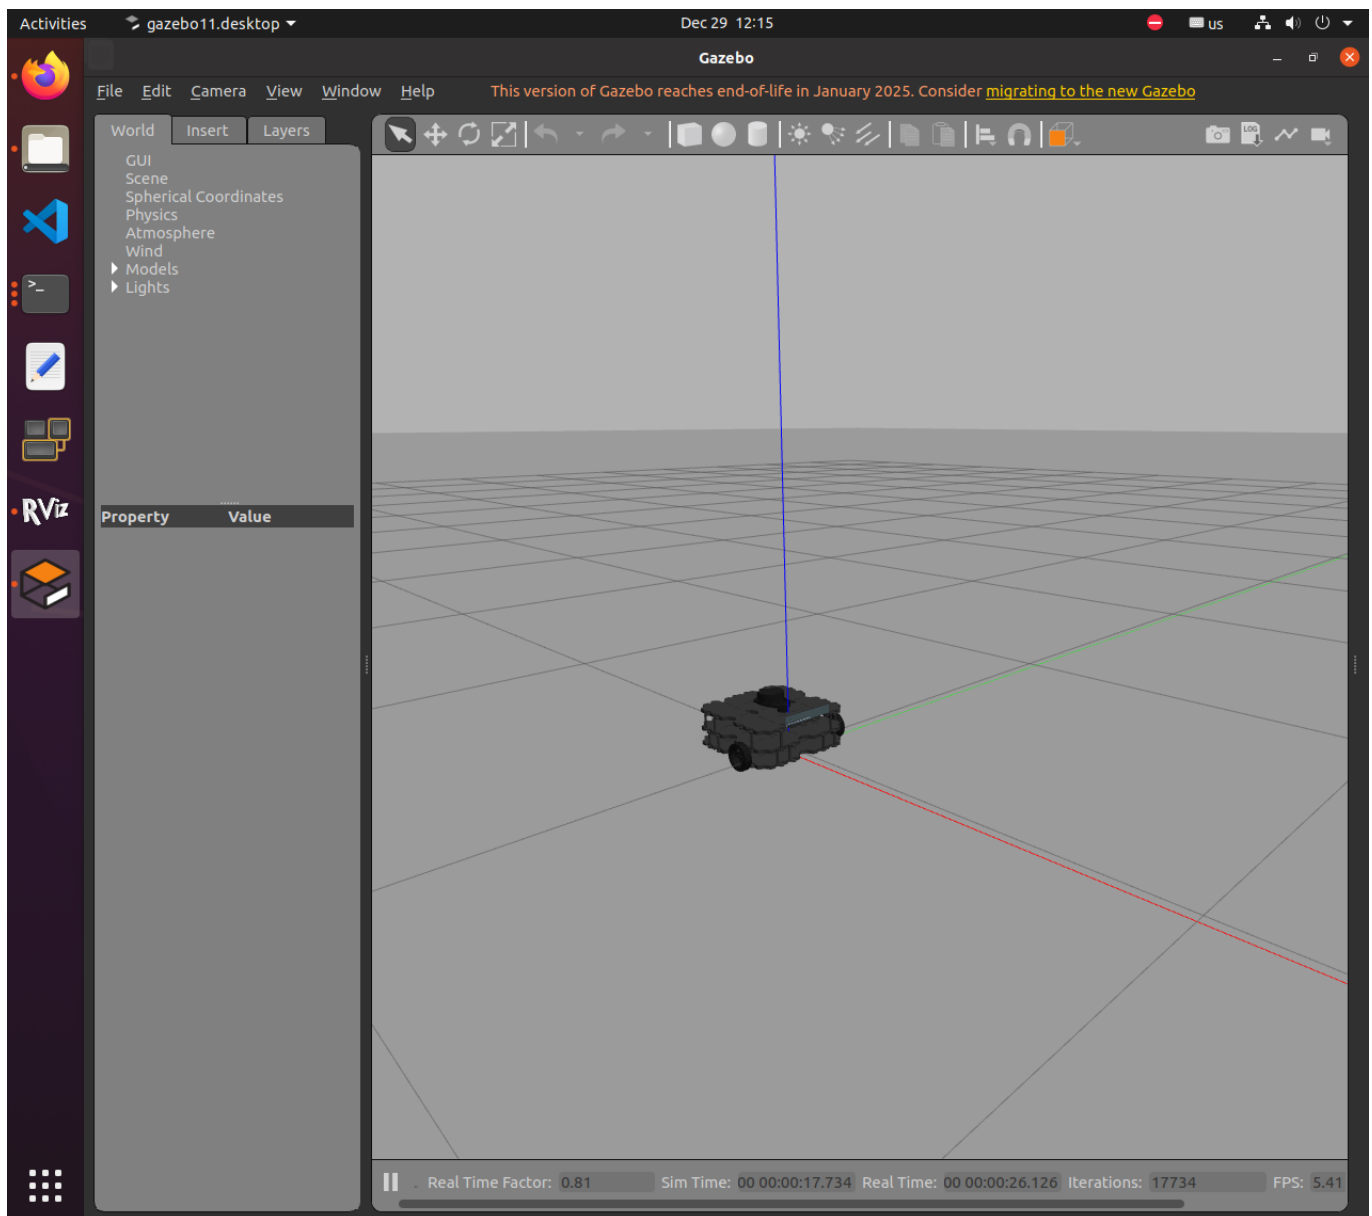 Activities gazebo11.desktop Dec 29 12:15 us
Gazebo
File Edit Camera View Window Help This version of Gazebo reaches end-of-life in January 2025. Consider migrating to the new Gazebo
World Insert Layers
LOG
GUI
Scene
Spherical Coordinates
Physics
Atmosphere
Wind
Models
Lights
>_
RViz
Property Value
Real Time Factor: 0.81 Sim Time: 00 00:00:17.734 Real Time: 00 00:00:26.126 Iterations: 17734 FPS: 5.41